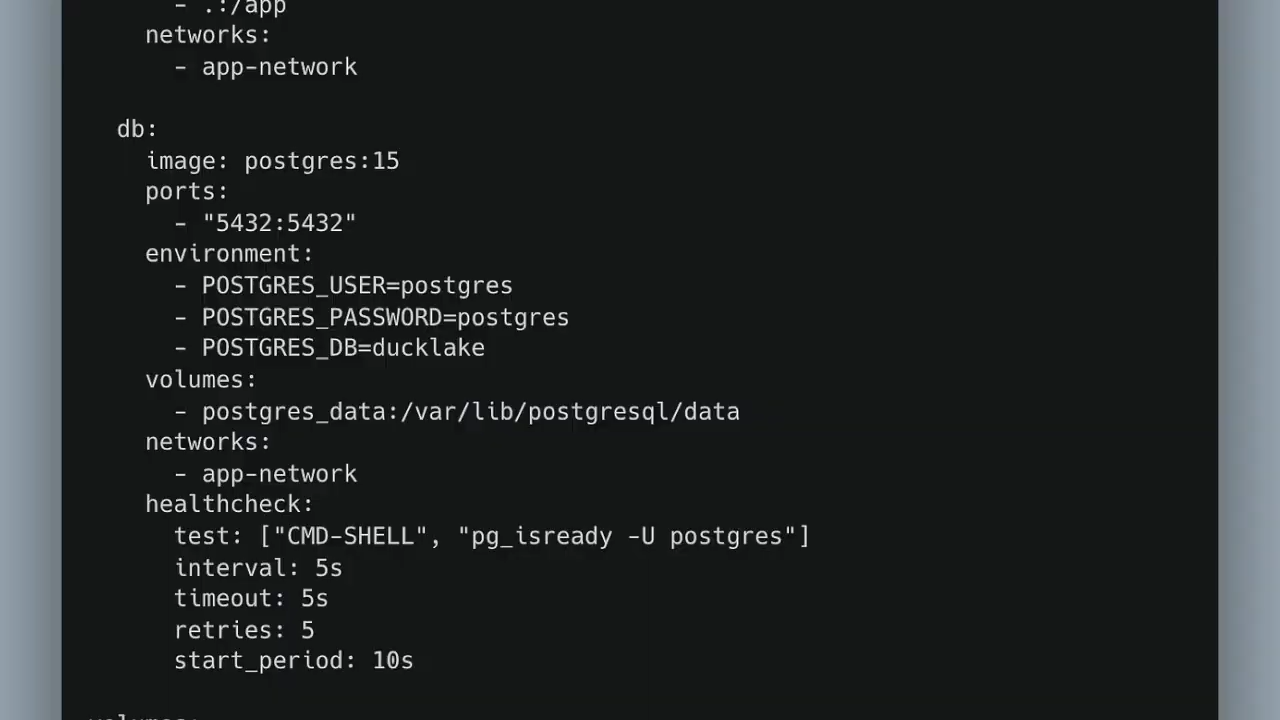 - .:/app
networks:
- app-network
db:
image: postgres:15
ports:
- "5432:5432"
environment:
- POSTGRES_USER=postgres
- POSTGRES_PASSWORD=postgres
- POSTGRES_DB=ducklake
volumes:
- postgres_data:/var/lib/postgresql/data
networks:
- app-network
healthcheck:
test: ["CMD-SHELL", "pg_isready -U postgres"]
interval: 5s
timeout: 5s
retries: 5
start_period: 10s
volumes: